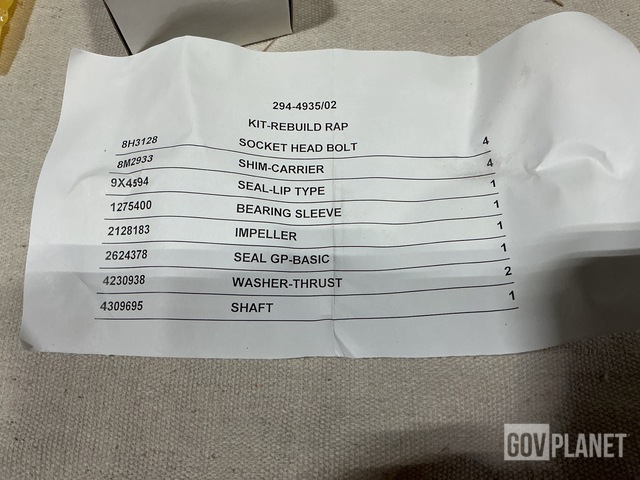 294-4935/02
KIT-REBUILD RAP
8H3128 SOCKET HEAD BOLT 4
8M2933 SHIM-CARRIER 4
9X4594 SEAL-LIP TYPE 1
1275400 BEARING SLEEVE 1
2128183 IMPELLER 1
2624378 SEAL GP-BASIC 1
4230938 WASHER-THRUST 2
4309695 SHAFT 1
GOVPLANET